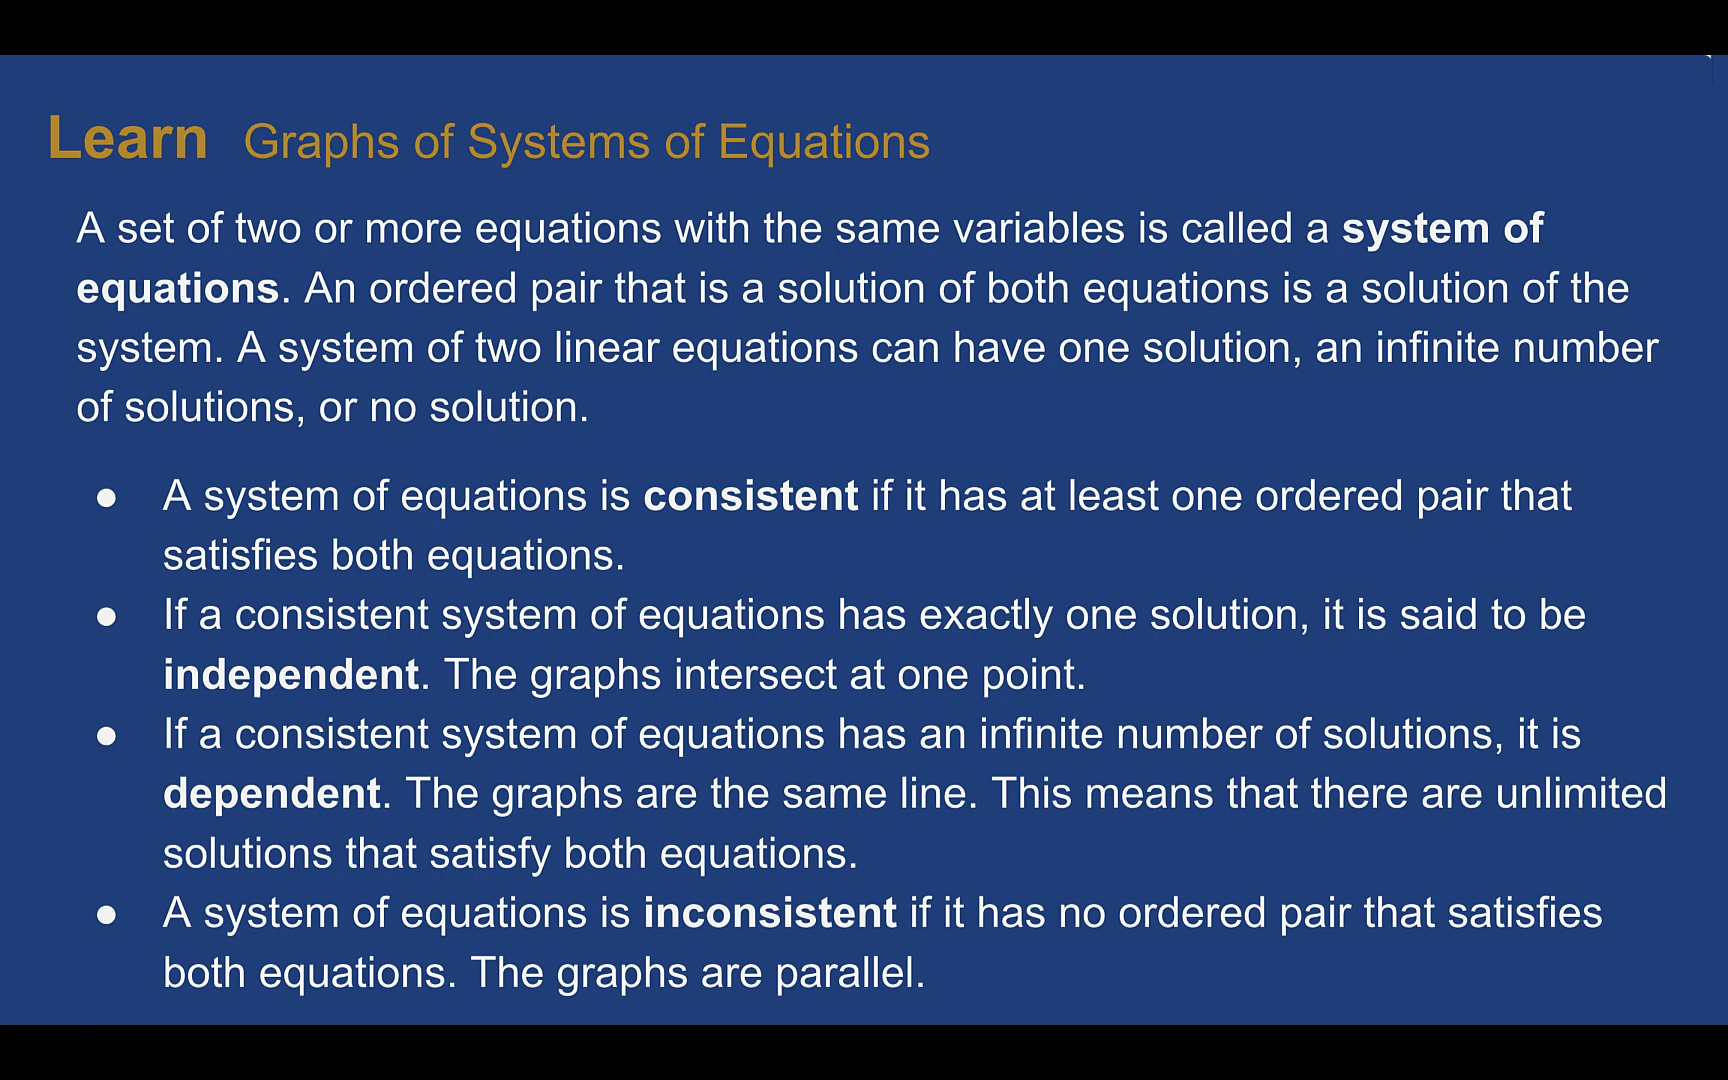 Learn Graphs of Systems of Equations
A set of two or more equations with the same variables is called a system of
equations. An ordered pair that is a solution of both equations is a solution of the
system. A system of two linear equations can have one solution, an infinite number
of solutions, or no solution.
● A system of equations is consistent if it has at least one ordered pair that
satisfies both equations.
● If a consistent system of equations has exactly one solution, it is said to be
independent. The graphs intersect at one point.
● If a consistent system of equations has an infinite number of solutions, it is
dependent. The graphs are the same line. This means that there are unlimited
solutions that satisfy both equations.
● A system of equations is inconsistent if it has no ordered pair that satisfies
both equations. The graphs are parallel.